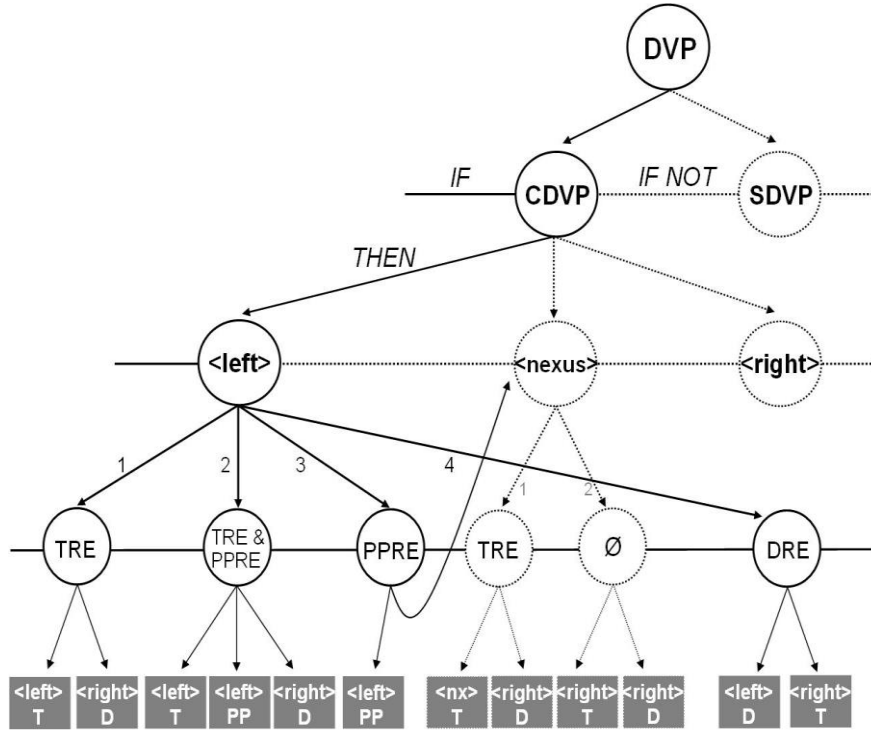 DVP
IF
CDVP
IF NOT
SDVP
THEN
<left>
<nexus>
<right>
1
2
3
4
1
2
TRE
TRE &
PPRE
PPRE
TRE
Ø
DRE
<left>
T
<right>
D
<left>
T
<left>
PP
<right>
D
<left>
PP
<nx>
T
<right>
D
<right>
T
<right>
D
<left>
D
<right>
T